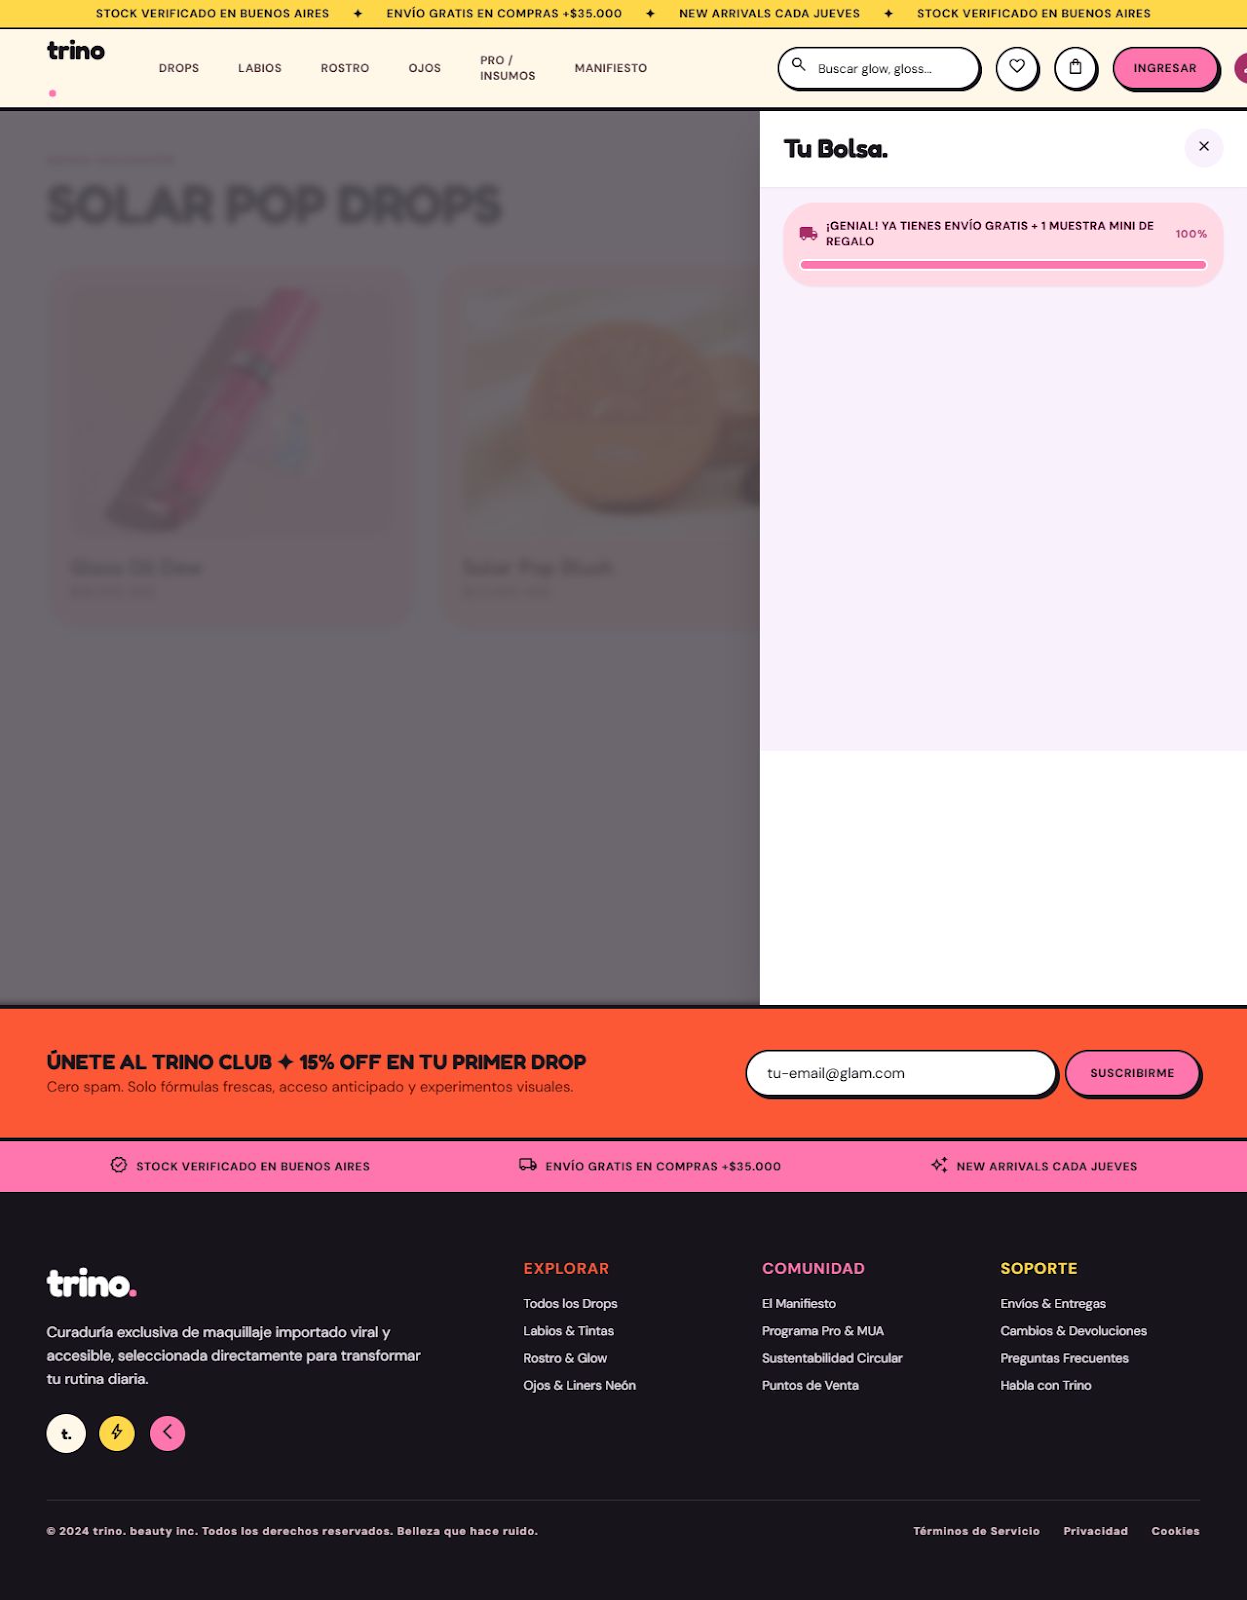 STOCK VERIFICADO EN BUENOS AIRES ✦ ENVÍO GRATIS EN COMPRAS +$35.000 ✦ NEW ARRIVALS CADA JUEVES ✦ STOCK VERIFICADO EN BUENOS AIRES
trino
DROPS
LABIOS
ROSTRO
OJOS
PRO /
INSUMOS
MANIFIESTO
Buscar glow, gloss...
INGRESAR
SOLAR POP DROPS
Gloss Oil Dew
Solar Pop Blush
Tu Bolsa.
¡GENIAL! YA TIENES ENVÍO GRATIS + 1 MUESTRA MINI DE
REGALO
100%
ÚNETE AL TRINO CLUB ✦ 15% OFF EN TU PRIMER DROP
Cero spam. Solo fórmulas frescas, acceso anticipado y experimentos visuales.
tu-email@glam.com
SUSCRIBIRME
STOCK VERIFICADO EN BUENOS AIRES
ENVÍO GRATIS EN COMPRAS +$35.000
NEW ARRIVALS CADA JUEVES
trino.
Curaduría exclusiva de maquillaje importado viral y
accesible, seleccionada directamente para transformar
tu rutina diaria.
t.
EXPLORAR
Todos los Drops
Labios & Tintas
Rostro & Glow
Ojos & Liners Neón
COMUNIDAD
El Manifiesto
Programa Pro & MUA
Sustentabilidad Circular
Puntos de Venta
SOPORTE
Envíos & Entregas
Cambios & Devoluciones
Preguntas Frecuentes
Habla con Trino
© 2024 trino. beauty inc. Todos los derechos reservados. Belleza que hace ruido.
Términos de Servicio
Privacidad
Cookies